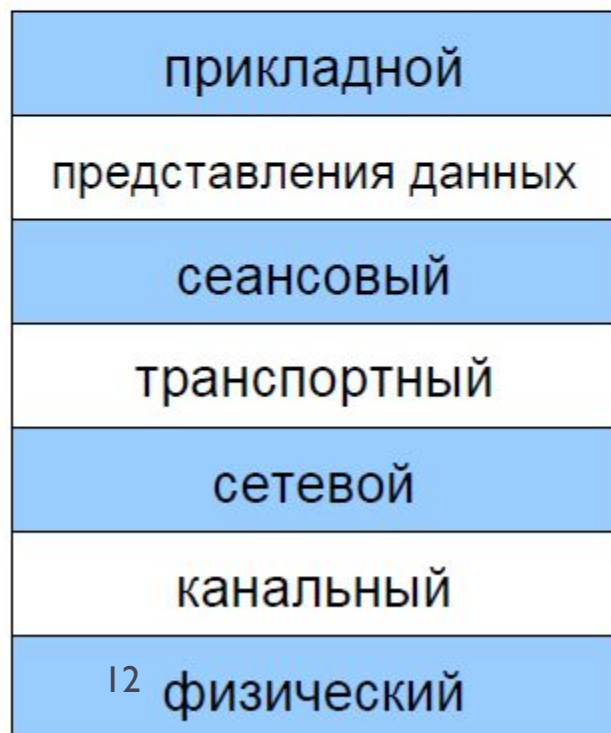 прикладной
представления данных
сеансовый
транспортный
сетевой
канальный
12 физический